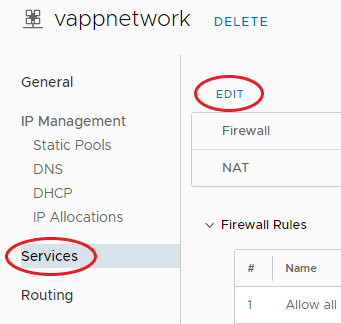 vappnetwork DELETE
General
IP Management
Static Pools
DNS
DHCP
IP Allocations
Services
Routing
EDIT
Firewall
NAT
Firewall Rules
# Name
1 Allow all